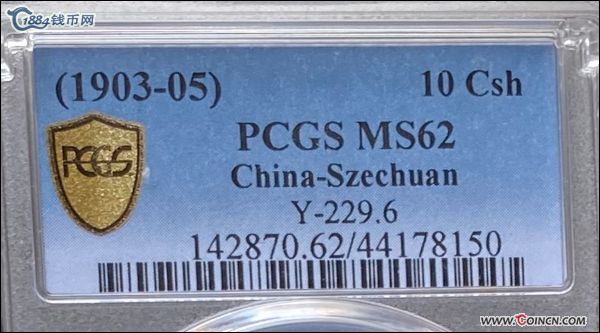 1884钱币网
(1903-05) 10 Csh
PCGS
PCGS MS62
China-Szechuan
Y-229.6
142870.62/44178150
www.COINCN.com